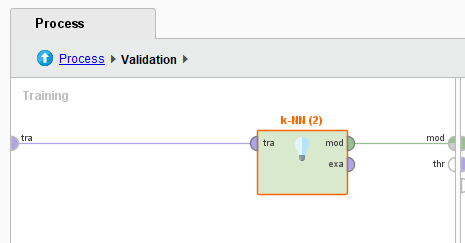 Process
Process Validation
Training
k-NN (2)
tra tra mod mod
exa thr